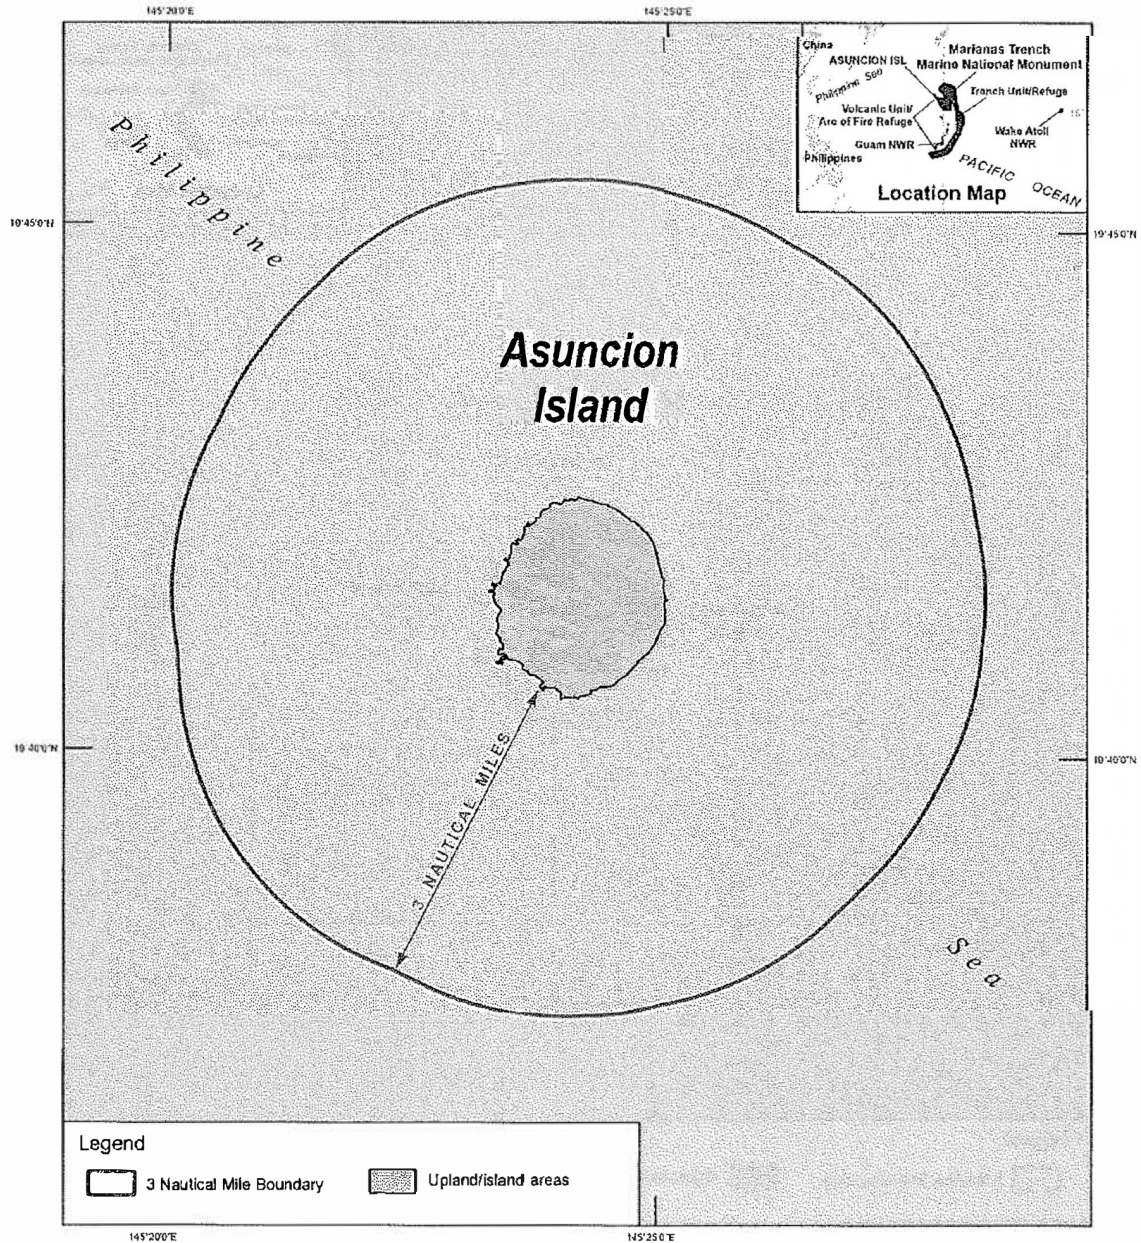 145°20'0"E
145°25'0"E
China
Marianas Trench
Marine National Monument
ASUNCION ISL
Philippine Sea
Trench Unit/Refuge
Volcanic Unit/
Arc of Fire Refuge
Wake Atoll
NWR
Guam NWR
Philippines
PACIFIC OCEAN
Location Map
Philippine
19°45'0"N
19°45'0"N
Asuncion
Island
19°40'0"N
19°40'0"N
3 NAUTICAL MILES
Sea
Legend
3 Nautical Mile Boundary
Upland/island areas
145°20'0"E
145°25'0"E